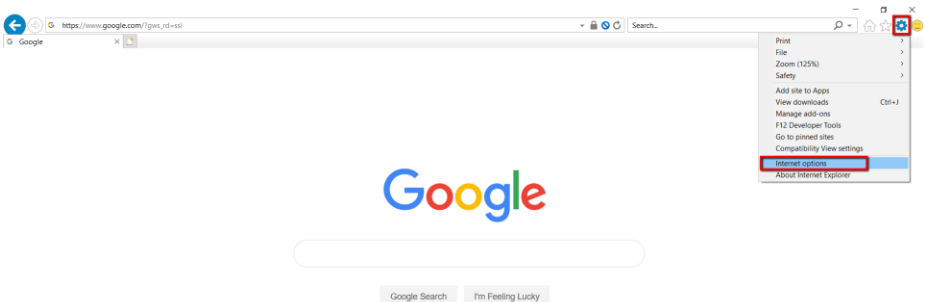 https://www.google.com/?gws_rd=ssl
Search...
G Google
Print
File
Zoom (125%)
Safety
Add site to Apps
View downloads Ctrl+J
Manage add-ons
F12 Developer Tools
Go to pinned sites
Compatibility View settings
Internet options
About Internet Explorer
Google
Google Search I'm Feeling Lucky